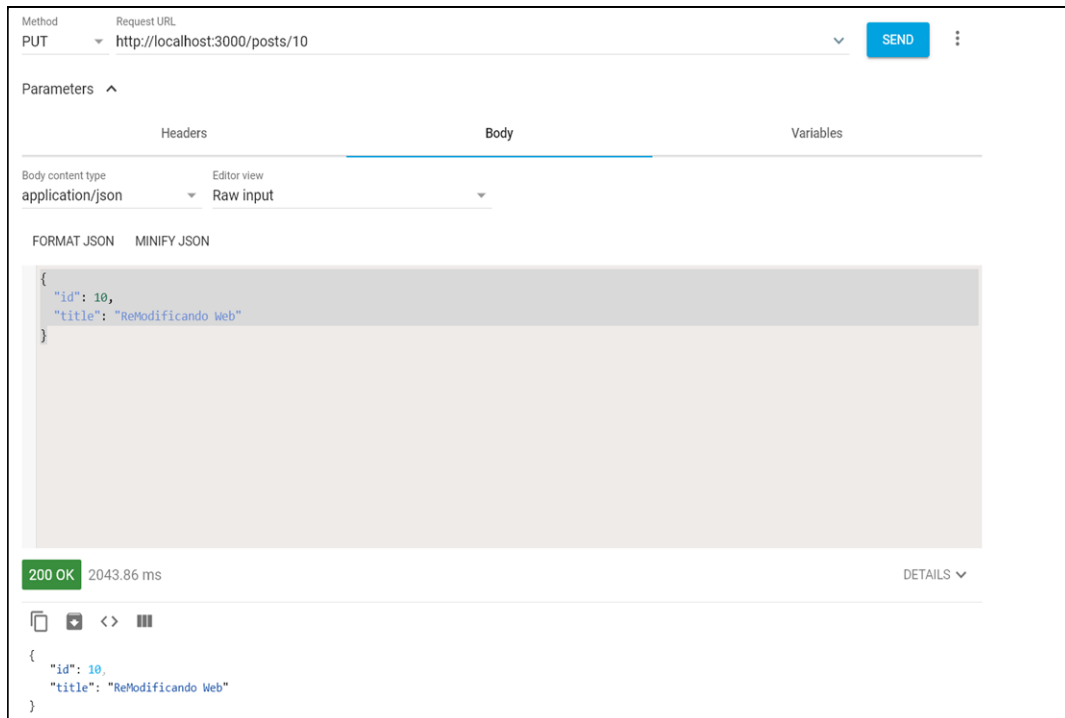 Method Request URL
PUT http://localhost:3000/posts/10 SEND
Parameters
Headers Body Variables
Body content type Editor view
application/json Raw input
FORMAT JSON MINIFY JSON
{
"id": 10,
"title": "ReModificando Web"
}
200 OK 2043.86 ms DETAILS
{
"id": 10,
"title": "ReModificando Web"
}